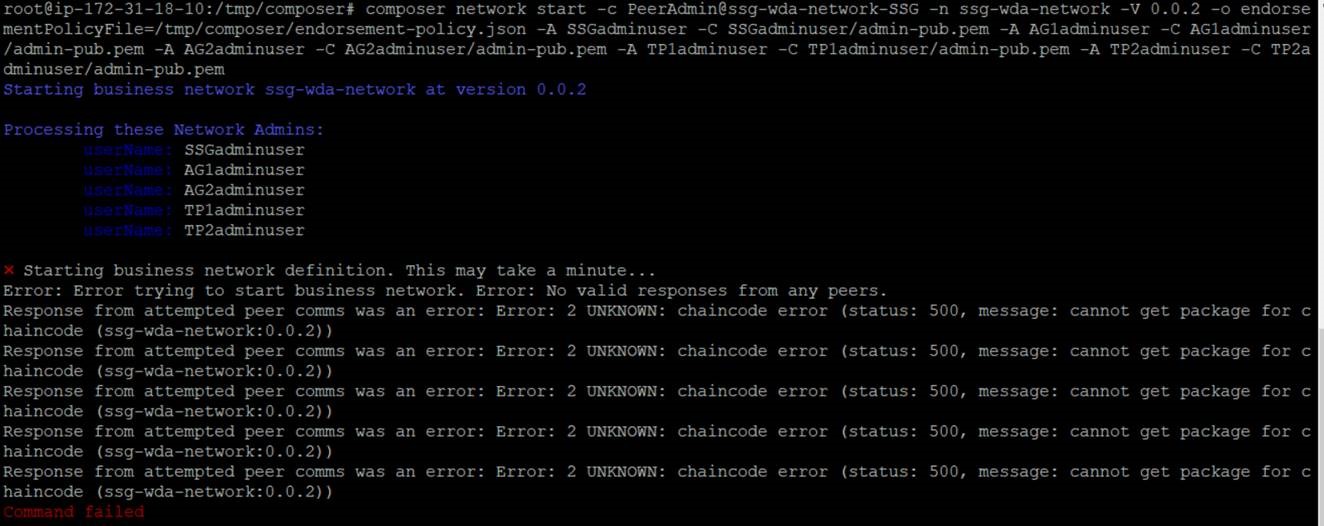 root@ip-172-31-18-10:/tmp/composer# composer network start -c PeerAdmin@ssg-wda-network-SSG -n ssg-wda-network -V 0.0.2 -o endorse
mentPolicyFile=/tmp/composer/endorsement-policy.json -A SSGadminuser -C SSGadminuser/admin-pub.pem -A AG1adminuser -C AG1adminuser
/admin-pub.pem -A AG2adminuser -C AG2adminuser/admin-pub.pem -A TP1adminuser -C TP1adminuser/admin-pub.pem -A TP2adminuser -C TP2a
dminuser/admin-pub.pem
Starting business network ssg-wda-network at version 0.0.2
Processing these Network Admins:
userName: SSGadminuser
userName: AG1adminuser
userName: AG2adminuser
userName: TP1adminuser
userName: TP2adminuser
× Starting business network definition. This may take a minute...
Error: Error trying to start business network. Error: No valid responses from any peers.
Response from attempted peer comms was an error: Error: 2 UNKNOWN: chaincode error (status: 500, message: cannot get package for c
haincode (ssg-wda-network:0.0.2))
Response from attempted peer comms was an error: Error: 2 UNKNOWN: chaincode error (status: 500, message: cannot get package for c
haincode (ssg-wda-network:0.0.2))
Response from attempted peer comms was an error: Error: 2 UNKNOWN: chaincode error (status: 500, message: cannot get package for c
haincode (ssg-wda-network:0.0.2))
Response from attempted peer comms was an error: Error: 2 UNKNOWN: chaincode error (status: 500, message: cannot get package for c
haincode (ssg-wda-network:0.0.2))
Response from attempted peer comms was an error: Error: 2 UNKNOWN: chaincode error (status: 500, message: cannot get package for c
haincode (ssg-wda-network:0.0.2))
Command failed